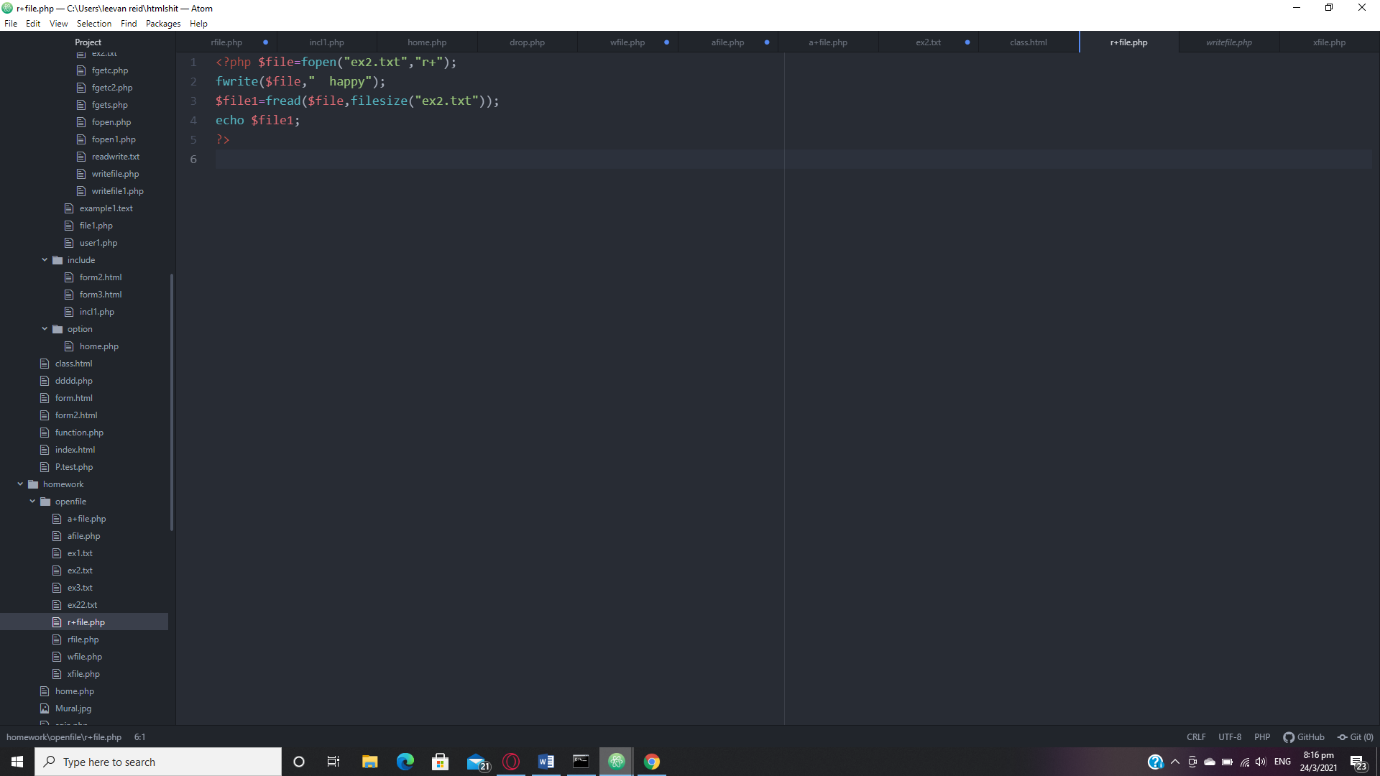 r+file.php — C:\Users\leevan reid\htmlshit — Atom
File Edit View Selection Find Packages Help
Project
rfile.php incl1.php home.php drop.php wfile.php afile.php a+file.php ex2.txt class.html r+file.php writefile.php xfile.php
ex2.txt
fgetc.php
fgetc2.php
fgets.php
fopen.php
fopen1.php
readwrite.txt
writefile.php
writefile1.php
example1.text
file1.php
user1.php
include
form2.html
form3.html
incl1.php
option
home.php
class.html
dddd.php
form.html
form2.html
function.php
index.html
P.test.php
homework
openfile
a+file.php
afile.php
ex1.txt
ex2.txt
ex3.txt
ex22.txt
r+file.php
rfile.php
wfile.php
xfile.php
home.php
Mural.jpg
1 <?php $file=fopen("ex2.txt","r+");
2 fwrite($file,"  happy");
3 $file1=fread($file,filesize("ex2.txt"));
4 echo $file1;
5 ?>
6
homework\openfile\r+file.php 6:1
CRLF UTF-8 PHP GitHub Git (0)
Type here to search
21
ENG
8:16 pm
24/3/2021
23